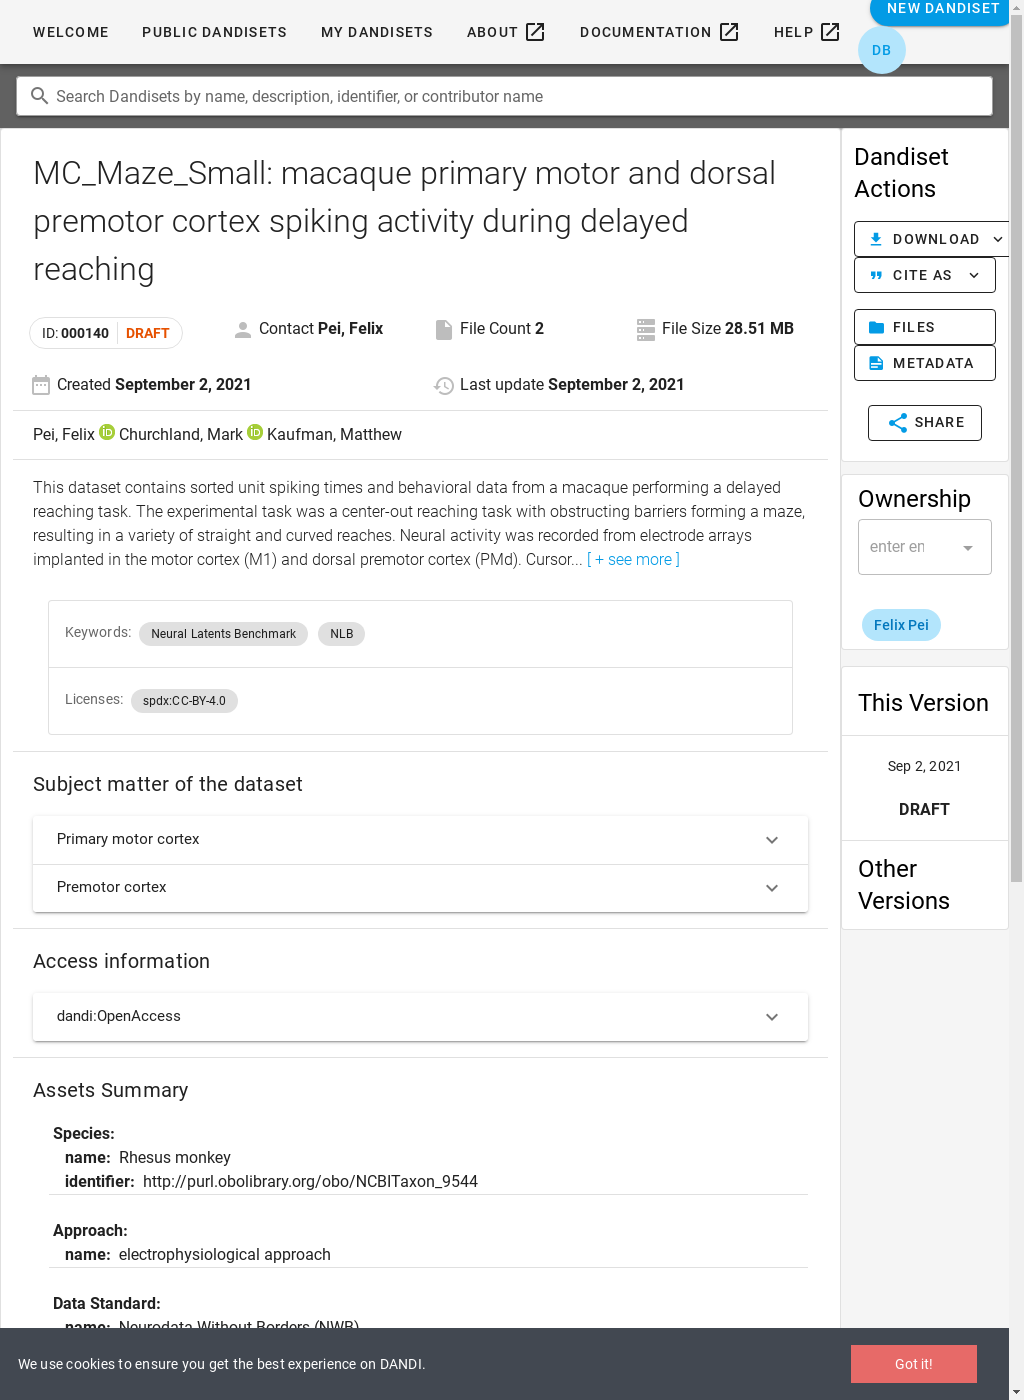 WELCOME PUBLIC DANDISETS MY DANDISETS ABOUT DOCUMENTATION HELP NEW DANDISET
DB
Search Dandisets by name, description, identifier, or contributor name
MC_Maze_Small: macaque primary motor and dorsal
premotor cortex spiking activity during delayed
reaching
ID: 000140 DRAFT Contact Pei, Felix File Count 2 File Size 28.51 MB
Created September 2, 2021 Last update September 2, 2021
Pei, Felix iD Churchland, Mark iD Kaufman, Matthew
This dataset contains sorted unit spiking times and behavioral data from a macaque performing a delayed
reaching task. The experimental task was a center-out reaching task with obstructing barriers forming a maze,
resulting in a variety of straight and curved reaches. Neural activity was recorded from electrode arrays
implanted in the motor cortex (M1) and dorsal premotor cortex (PMd). Cursor... [ + see more ]
Keywords: Neural Latents Benchmark NLB
Licenses: spdx:CC-BY-4.0
Subject matter of the dataset
Primary motor cortex
Premotor cortex
Access information
dandi:OpenAccess
Assets Summary
Species:
name: Rhesus monkey
identifier: http://purl.obolibrary.org/obo/NCBITaxon_9544
Approach:
name: electrophysiological approach
Data Standard:
name: Neurodata Without Borders (NWB)
Dandiset
Actions
DOWNLOAD
CITE AS
FILES
METADATA
SHARE
Ownership
enter en
Felix Pei
This Version
Sep 2, 2021
DRAFT
Other
Versions
We use cookies to ensure you get the best experience on DANDI.
Got it!